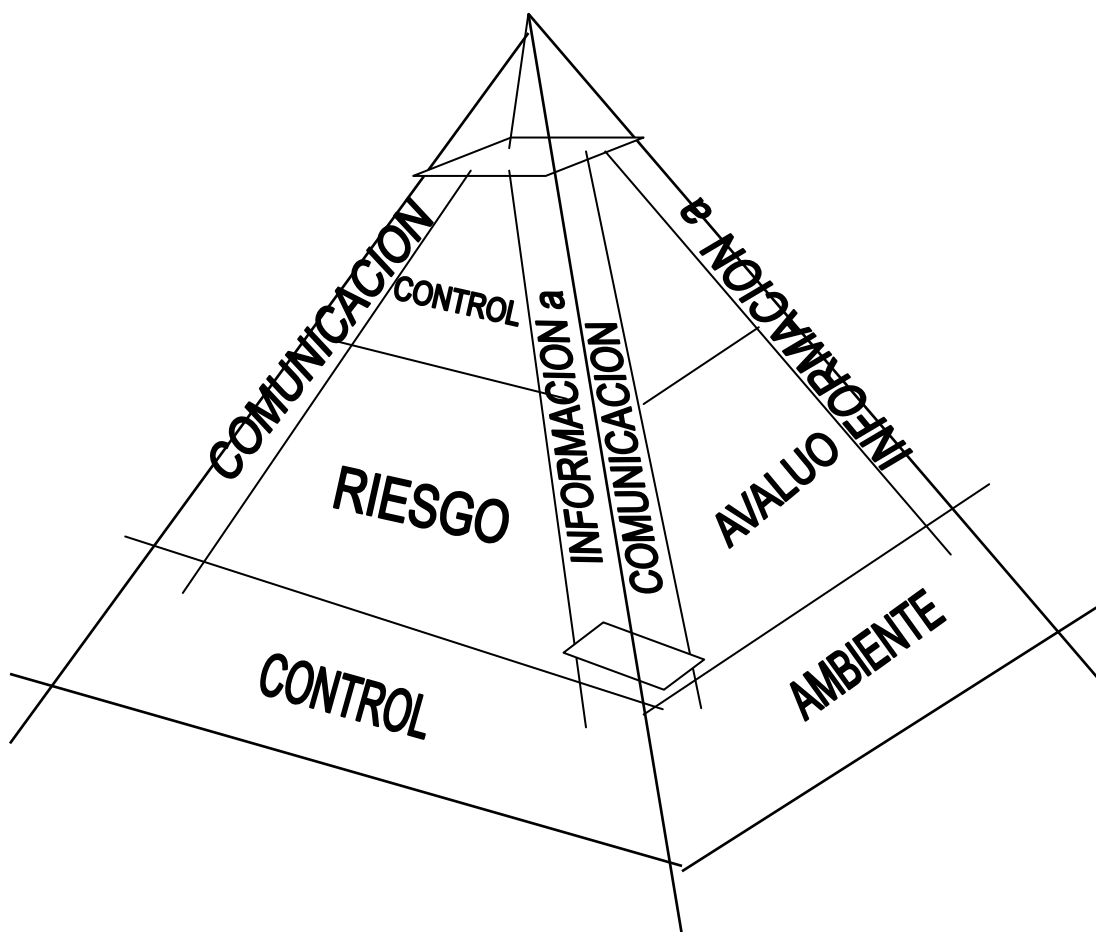 COMUNICACION
INFORMACION a
CONTROL
INFORMACION a
COMUNICACION
RIESGO
AVALUO
CONTROL
AMBIENTE